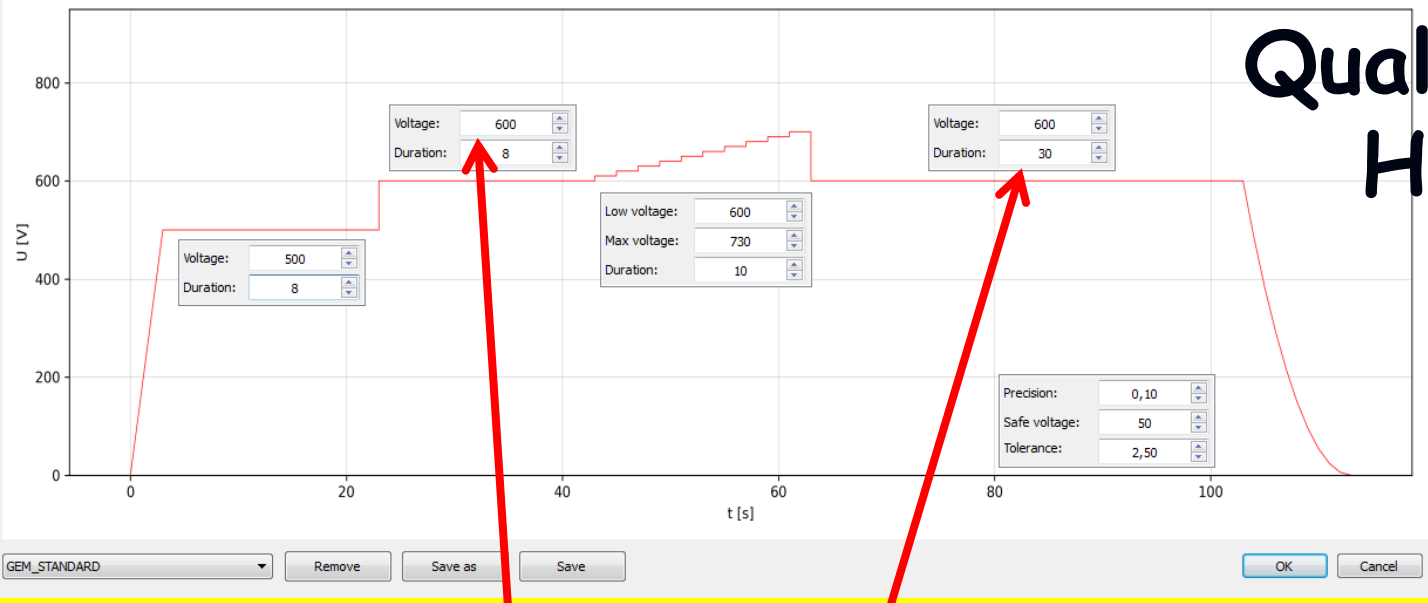 Qual
H
800
600
400
200
0
U [V]
Voltage: 600
Duration: 8
Voltage: 600
Duration: 30
Low voltage: 600
Max voltage: 730
Duration: 10
Voltage: 500
Duration: 8
Precision: 0,10
Safe voltage: 50
Tolerance: 2,50
0 20 40 60 80 100
t [s]
GEM_STANDARD Remove Save as Save OK Cancel